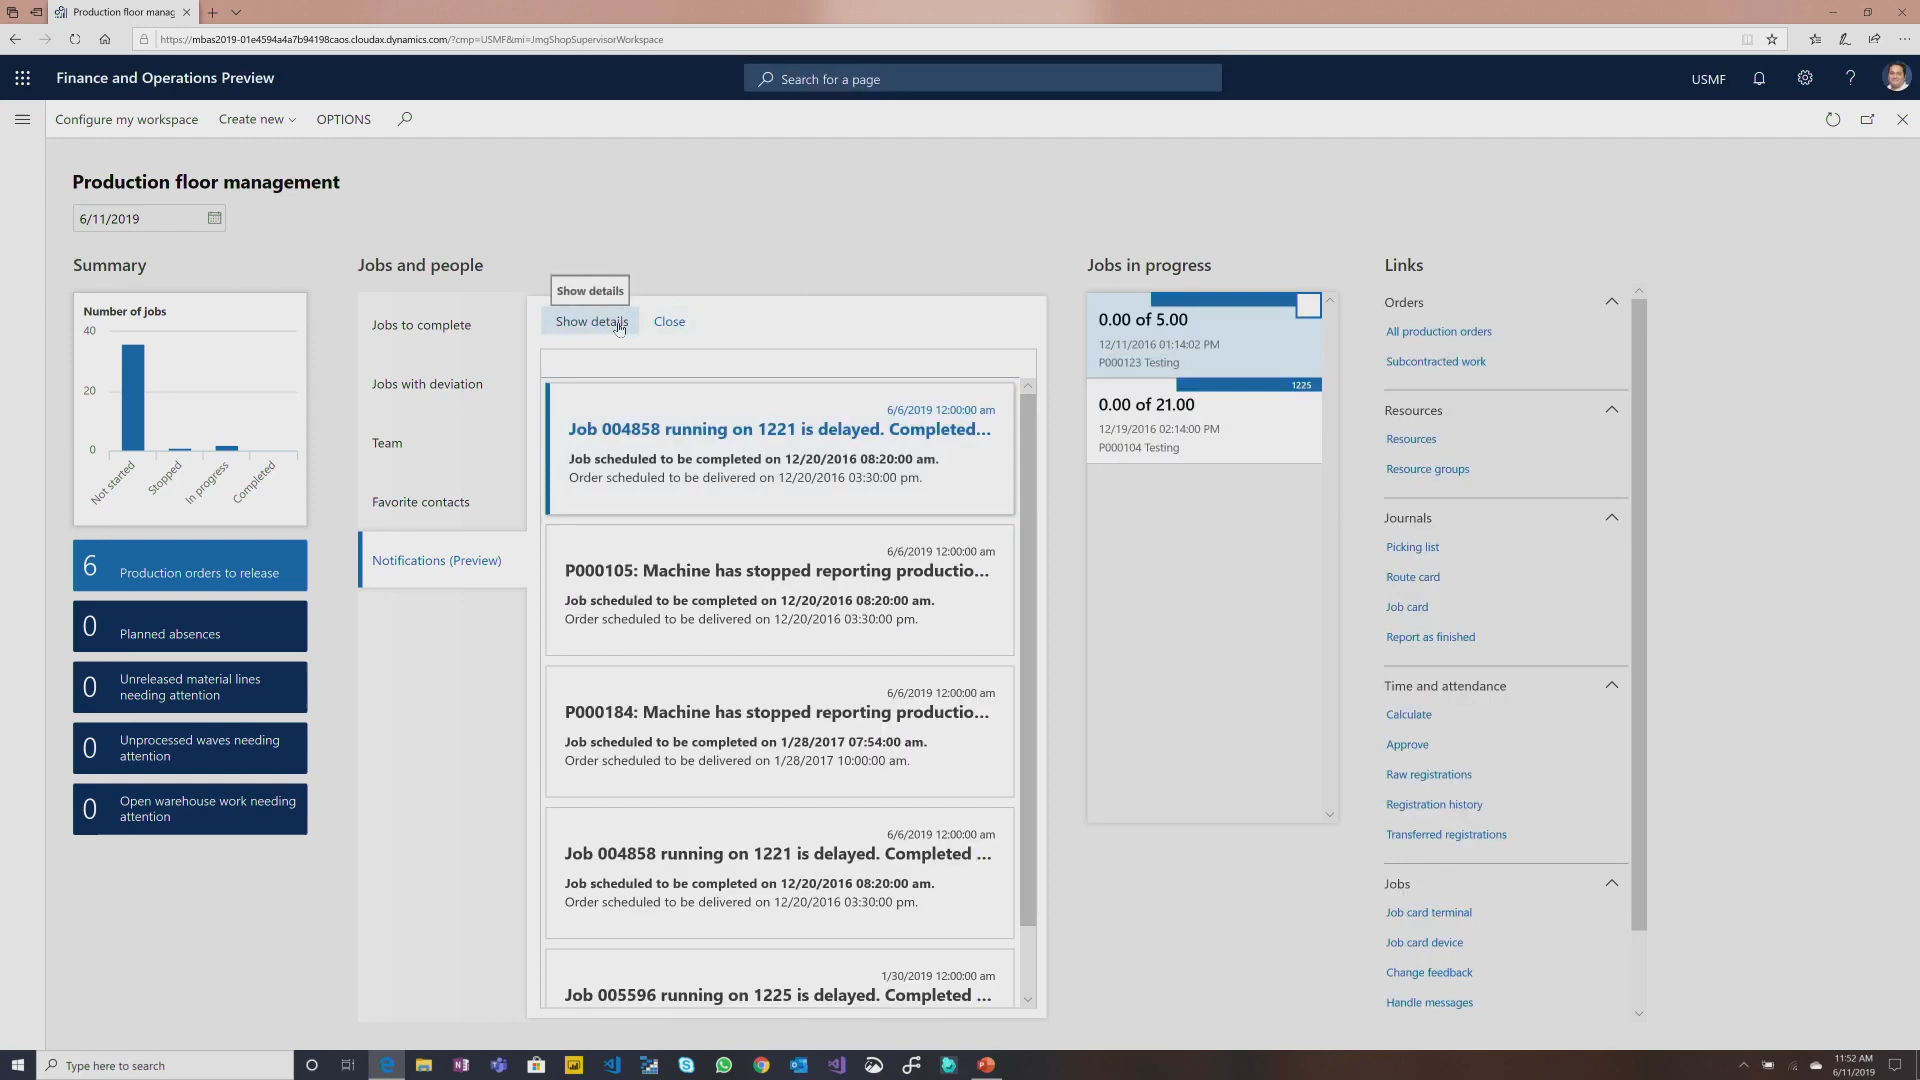 Production floor manag
https://mbas2019-01e4594a4a7b94198caos.cloudax.dynamics.com/?cmp=USMF&mi=JmgShopSupervisorWorkspace
Finance and Operations Preview
Search for a page
USMF
Configure my workspace
Create new
OPTIONS
Production floor management
6/11/2019
Summary
Number of jobs
40
20
0
Not started
Stopped
In progress
Completed
6
Production orders to release
0
Planned absences
0
Unreleased material lines
needing attention
0
Unprocessed waves needing
attention
0
Open warehouse work needing
attention
Jobs and people
Jobs to complete
Jobs with deviation
Team
Favorite contacts
Notifications (Preview)
Show details
Show details
Close
6/6/2019 12:00:00 am
Job 004858 running on 1221 is delayed. Completed...
Job scheduled to be completed on 12/20/2016 08:20:00 am.
Order scheduled to be delivered on 12/20/2016 03:30:00 pm.
6/6/2019 12:00:00 am
P000105: Machine has stopped reporting productio...
Job scheduled to be completed on 12/20/2016 08:20:00 am.
Order scheduled to be delivered on 12/20/2016 03:30:00 pm.
6/6/2019 12:00:00 am
P000184: Machine has stopped reporting productio...
Job scheduled to be completed on 1/28/2017 07:54:00 am.
Order scheduled to be delivered on 1/28/2017 10:00:00 am.
6/6/2019 12:00:00 am
Job 004858 running on 1221 is delayed. Completed ...
Job scheduled to be completed on 12/20/2016 08:20:00 am.
Order scheduled to be delivered on 12/20/2016 03:30:00 pm.
1/30/2019 12:00:00 am
Job 005596 running on 1225 is delayed. Completed ...
Jobs in progress
0.00 of 5.00
12/11/2016 01:14:02 PM
P000123 Testing
1225
0.00 of 21.00
12/19/2016 02:14:00 PM
P000104 Testing
Links
Orders
All production orders
Subcontracted work
Resources
Resources
Resource groups
Journals
Picking list
Route card
Job card
Report as finished
Time and attendance
Calculate
Approve
Raw registrations
Registration history
Transferred registrations
Jobs
Job card terminal
Job card device
Change feedback
Handle messages
Type here to search
11:52 AM
6/11/2019